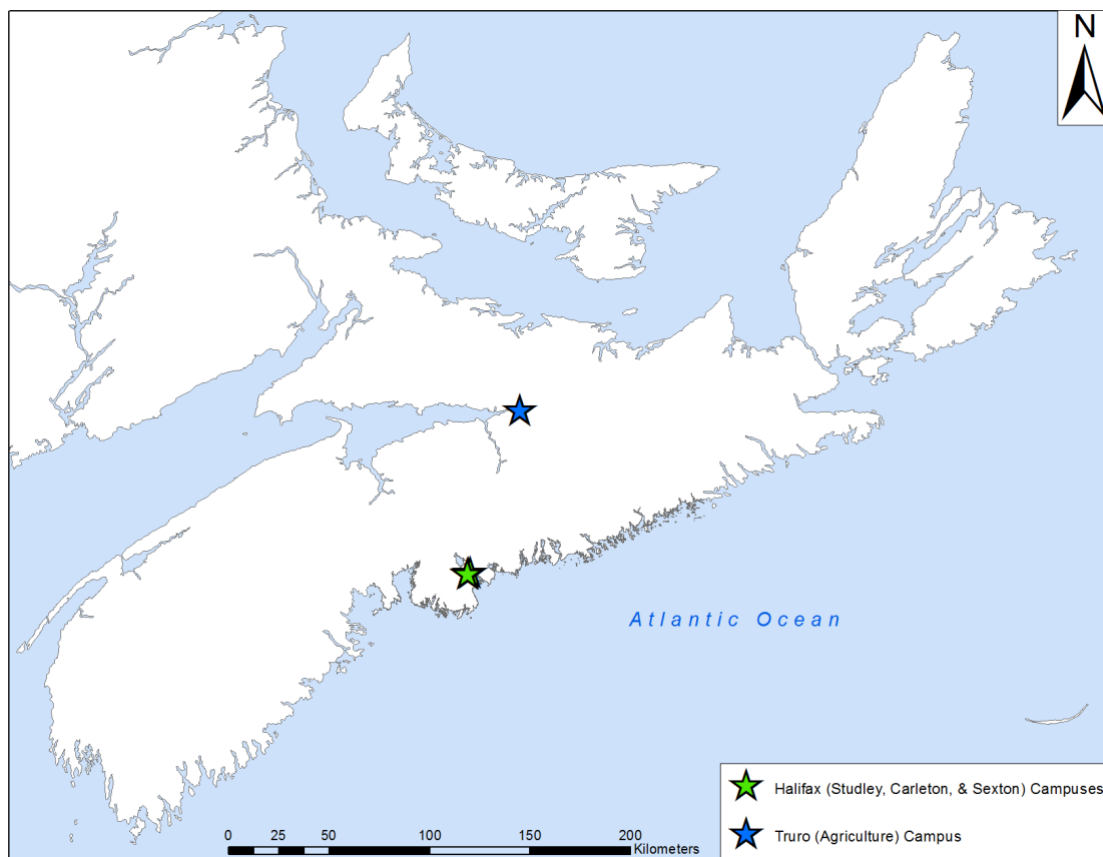 N
Atlantic Ocean
Halifax (Studley, Carleton, & Sexton) Campuses
Truro (Agriculture) Campus
0 25 50 100 150 200
Kilometers